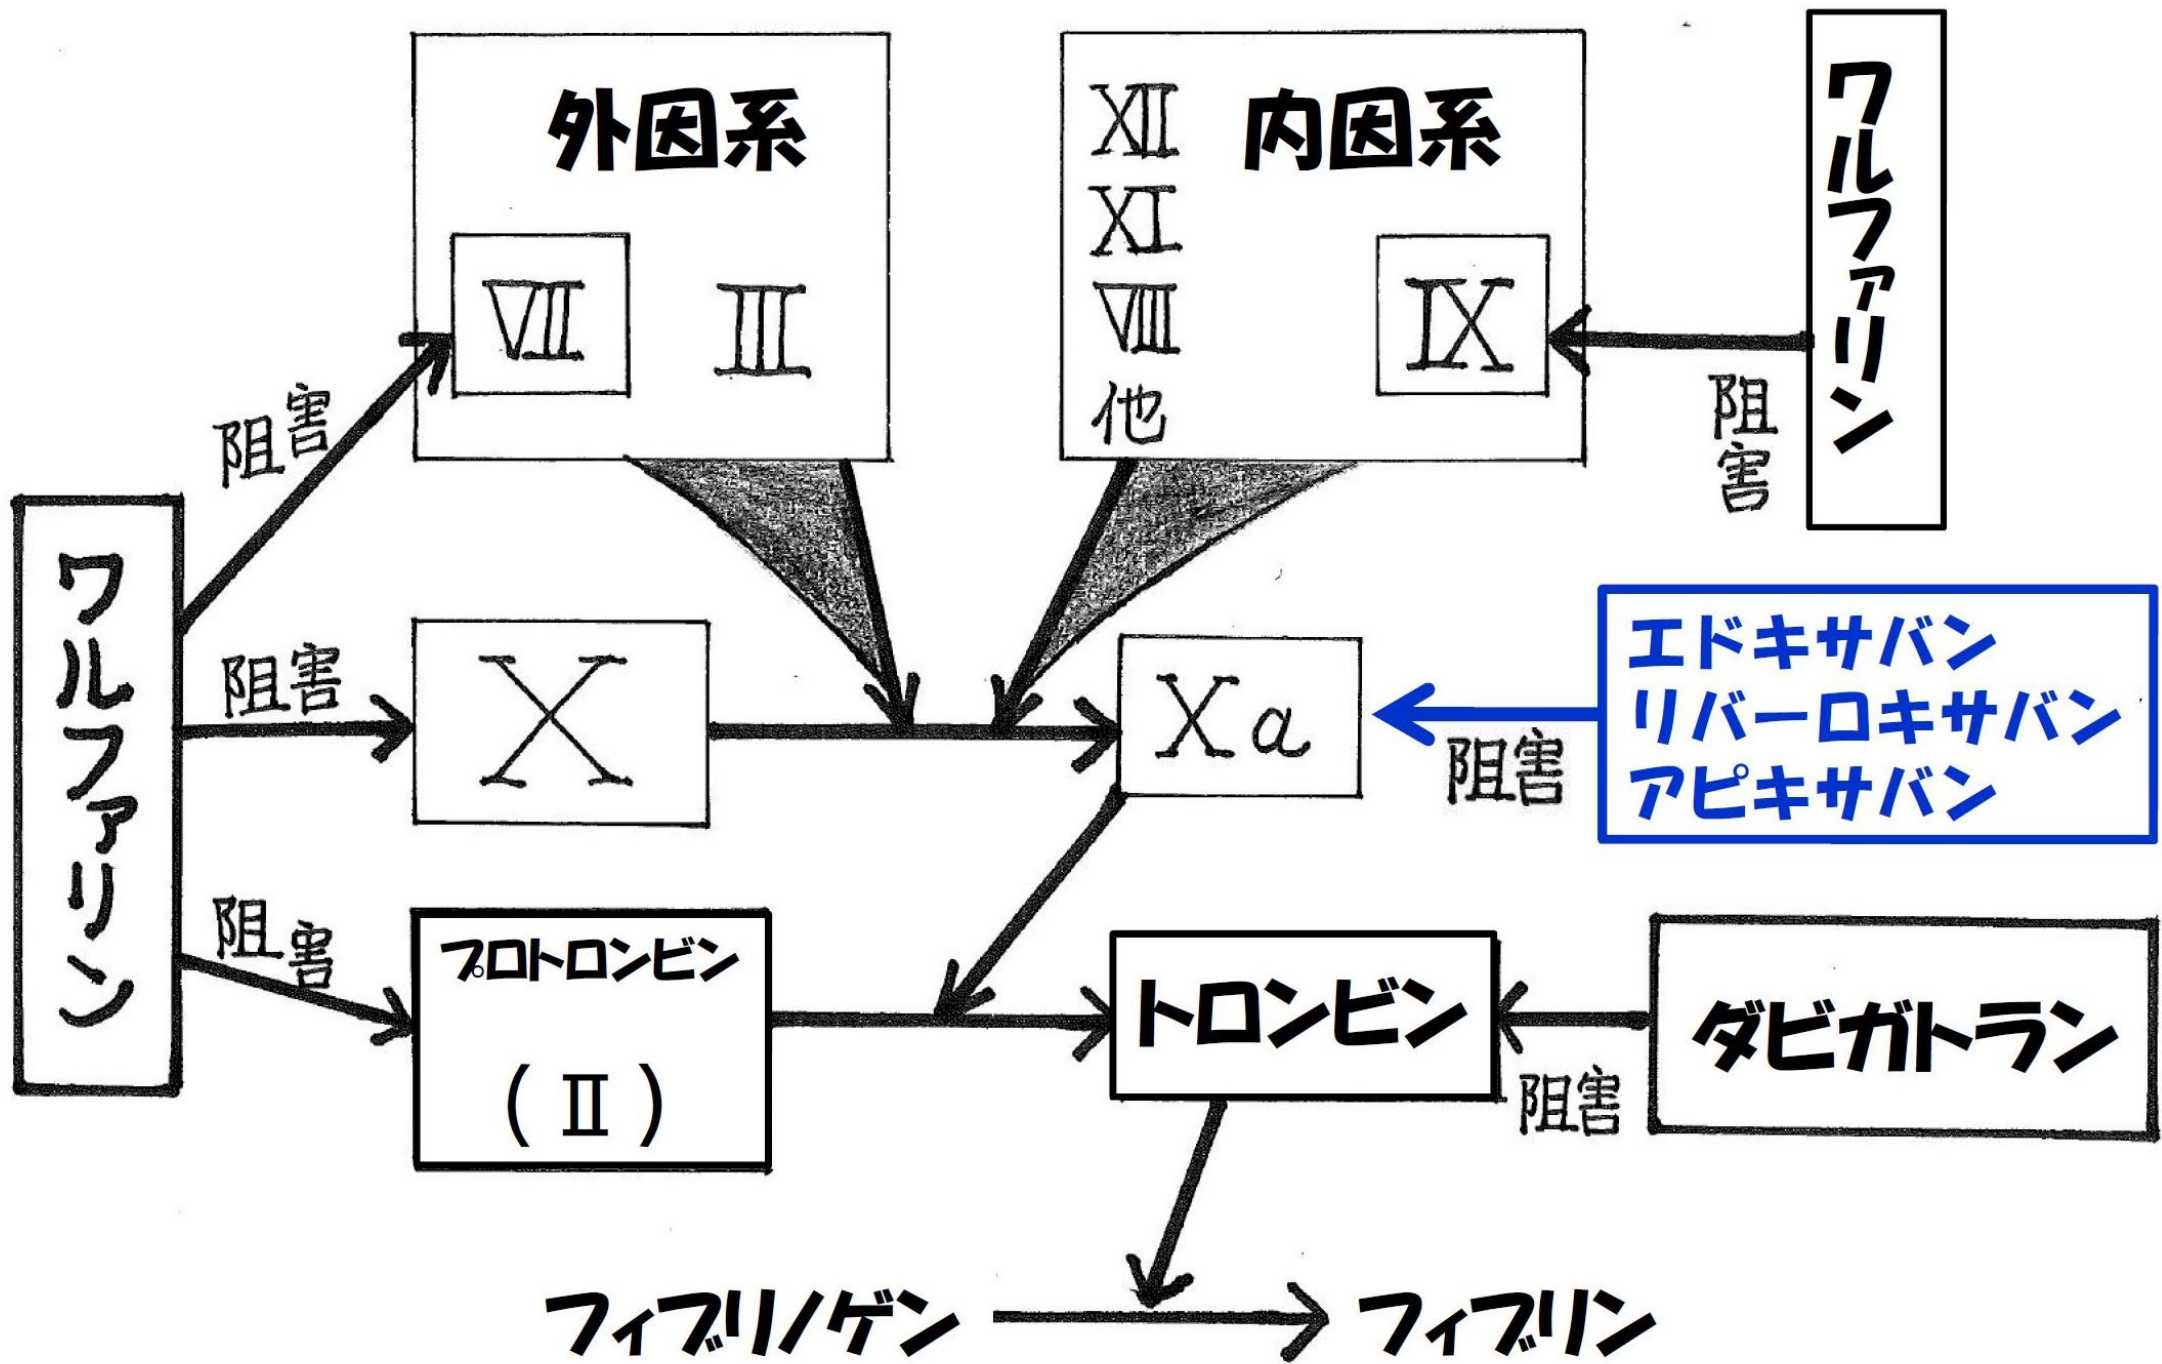 外因系
Ⅶ
Ⅲ
内因系
Ⅻ
Ⅺ
Ⅷ
他
Ⅸ
ワルファリン
阻害
阻害
ワルファリン
阻害
Ⅹ
Ⅹa
阻害
エドキサバン
リバーロキサバン
アピキサバン
阻害
プロトロンビン
(Ⅱ)
トロンビン
阻害
ダビガトラン
フィブリノゲン
フィブリン